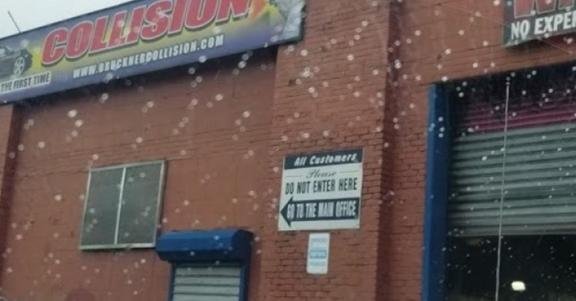 COLLISION
WWW.BRUCKNERCOLLISION.COM
THE FIRST TIME
NO EXPER
All Customers
Please
DO NOT ENTER HERE
GO TO THE MAIN OFFICE